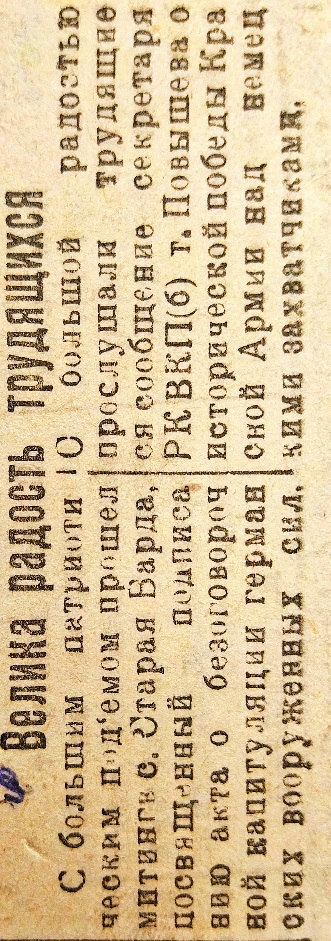 Велика радость трудящихся
С большим патриоти
ческим под'емом прошел
митинг в с. Старая Барда,
посвященный подписа
нию акта о безоговороч
ной капитуляции герман
ских вооруженных сил.
С большой радостью
прослушали трудящие
ся сообщение секретаря
РК ВКП(б) г. Повышева о
исторической победы Кра
сной Армии над немец
кими захватчиками.